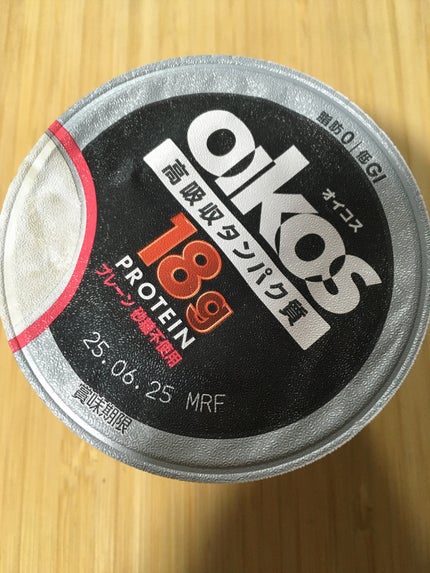 脂肪0 低GI
oikos
オイコス
高吸収タンパク質
18g
PROTEIN
プレーン 砂糖不使用
25.06.25 MRF
賞味期限